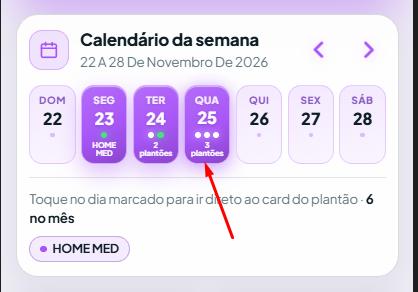 Calendário da semana
22 A 28 De Novembro De 2026
DOM
22
SEG
23
HOME
MED
TER
24
2
plantões
QUA
25
3
plantões
QUI
26
SEX
27
SÁB
28
Toque no dia marcado para ir direto ao card do plantão · 6
no mês
HOME MED